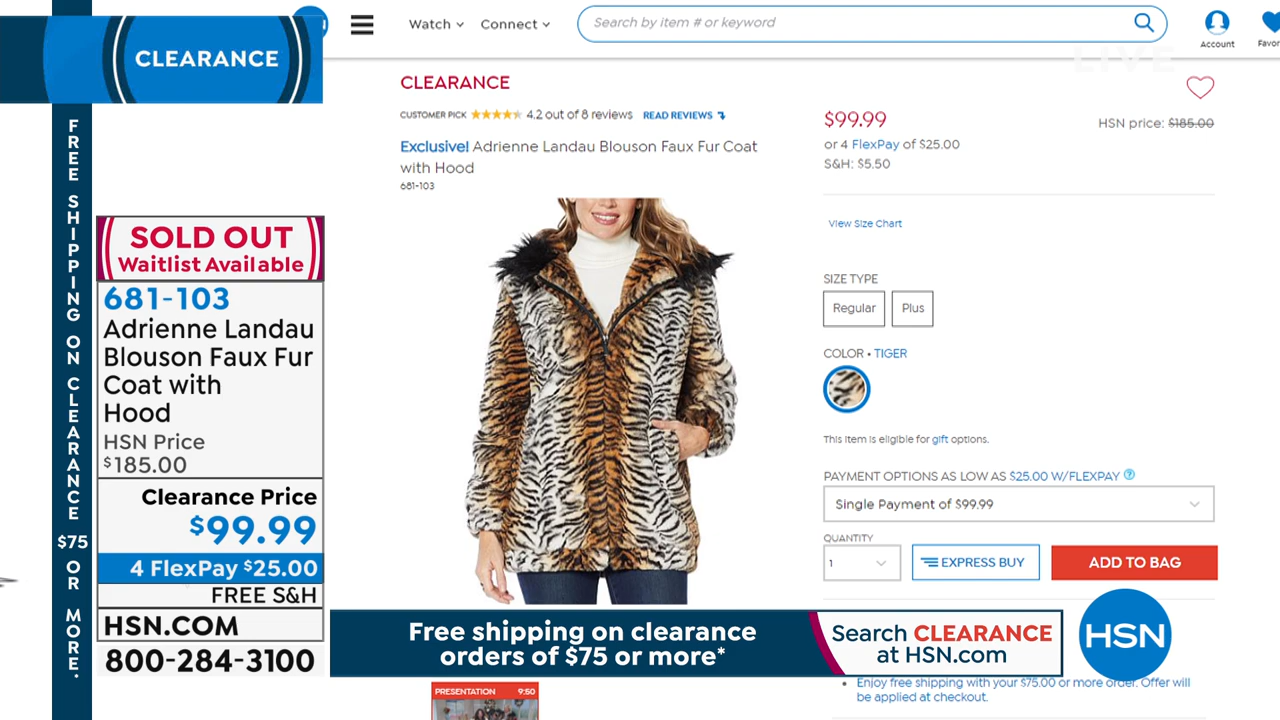 CLEARANCE
FREE SHIPPING ON CLEARANCE $75 OR MORE.
SOLD OUT
Waitlist Available
681-103
Adrienne Landau
Blouson Faux Fur
Coat with
Hood
HSN Price
$185.00
Clearance Price
$99.99
4 FlexPay $25.00
FREE S&H
HSN.COM
800-284-3100
Watch
Connect
Search by item # or keyword
Account
Favor
LIVE
CLEARANCE
CUSTOMER PICK 4.2 out of 8 reviews READ REVIEWS
Exclusive! Adrienne Landau Blouson Faux Fur Coat
with Hood
681-103
$99.99
HSN price: $185.00
or 4 FlexPay of $25.00
S&H: $5.50
View Size Chart
SIZE TYPE
Regular
Plus
COLOR • TIGER
This item is eligible for gift options.
PAYMENT OPTIONS AS LOW AS $25.00 W/FLEXPAY ?
Single Payment of $99.99
QUANTITY
1
EXPRESS BUY
ADD TO BAG
Free shipping on clearance
orders of $75 or more*
Search CLEARANCE
at HSN.com
HSN
• Enjoy free shipping with your $75.00 or more order. Offer will
be applied at checkout.
PRESENTATION 9:50